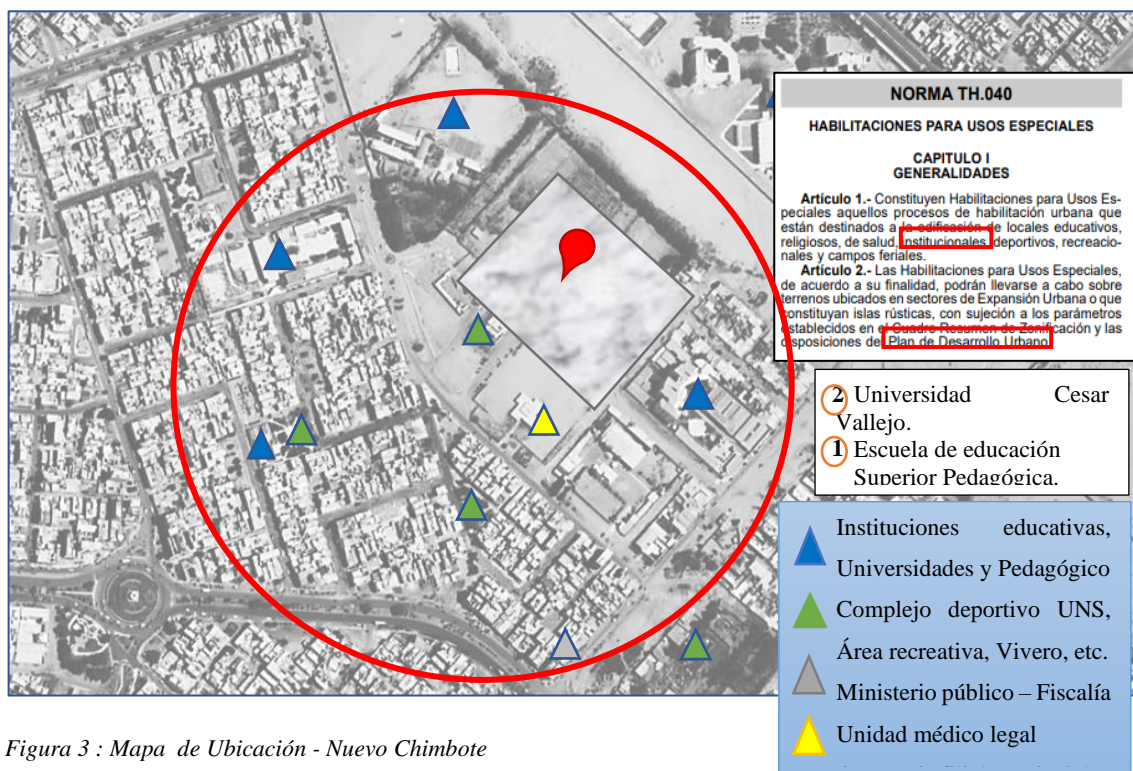 NORMA TH.040
HABILITACIONES PARA USOS ESPECIALES
CAPITULO I
GENERALIDADES
Artículo 1.- Constituyen Habilitaciones para Usos Es-
peciales aquellos procesos de habilitación urbana que
están destinados a la edificación de locales educativos,
religiosos, de salud, institucionales, deportivos, recreacio-
nales y campos feriales.
Artículo 2.- Las Habilitaciones para Usos Especiales,
de acuerdo a su finalidad, podrán llevarse a cabo sobre
terrenos ubicados en sectores de Expansión Urbana o que
constituyan islas rústicas, con sujeción a los parámetros
establecidos en el Cuadro Resumen de Zonificación y las
disposiciones del Plan de Desarrollo Urbano.
2 Universidad Cesar
Vallejo.
1 Escuela de educación
Superior Pedagógica.
Instituciones educativas,
Universidades y Pedagógico
Complejo deportivo UNS,
Área recreativa, Vivero, etc.
Ministerio público – Fiscalía
Unidad médico legal
Figura 3 : Mapa de Ubicación - Nuevo Chimbote